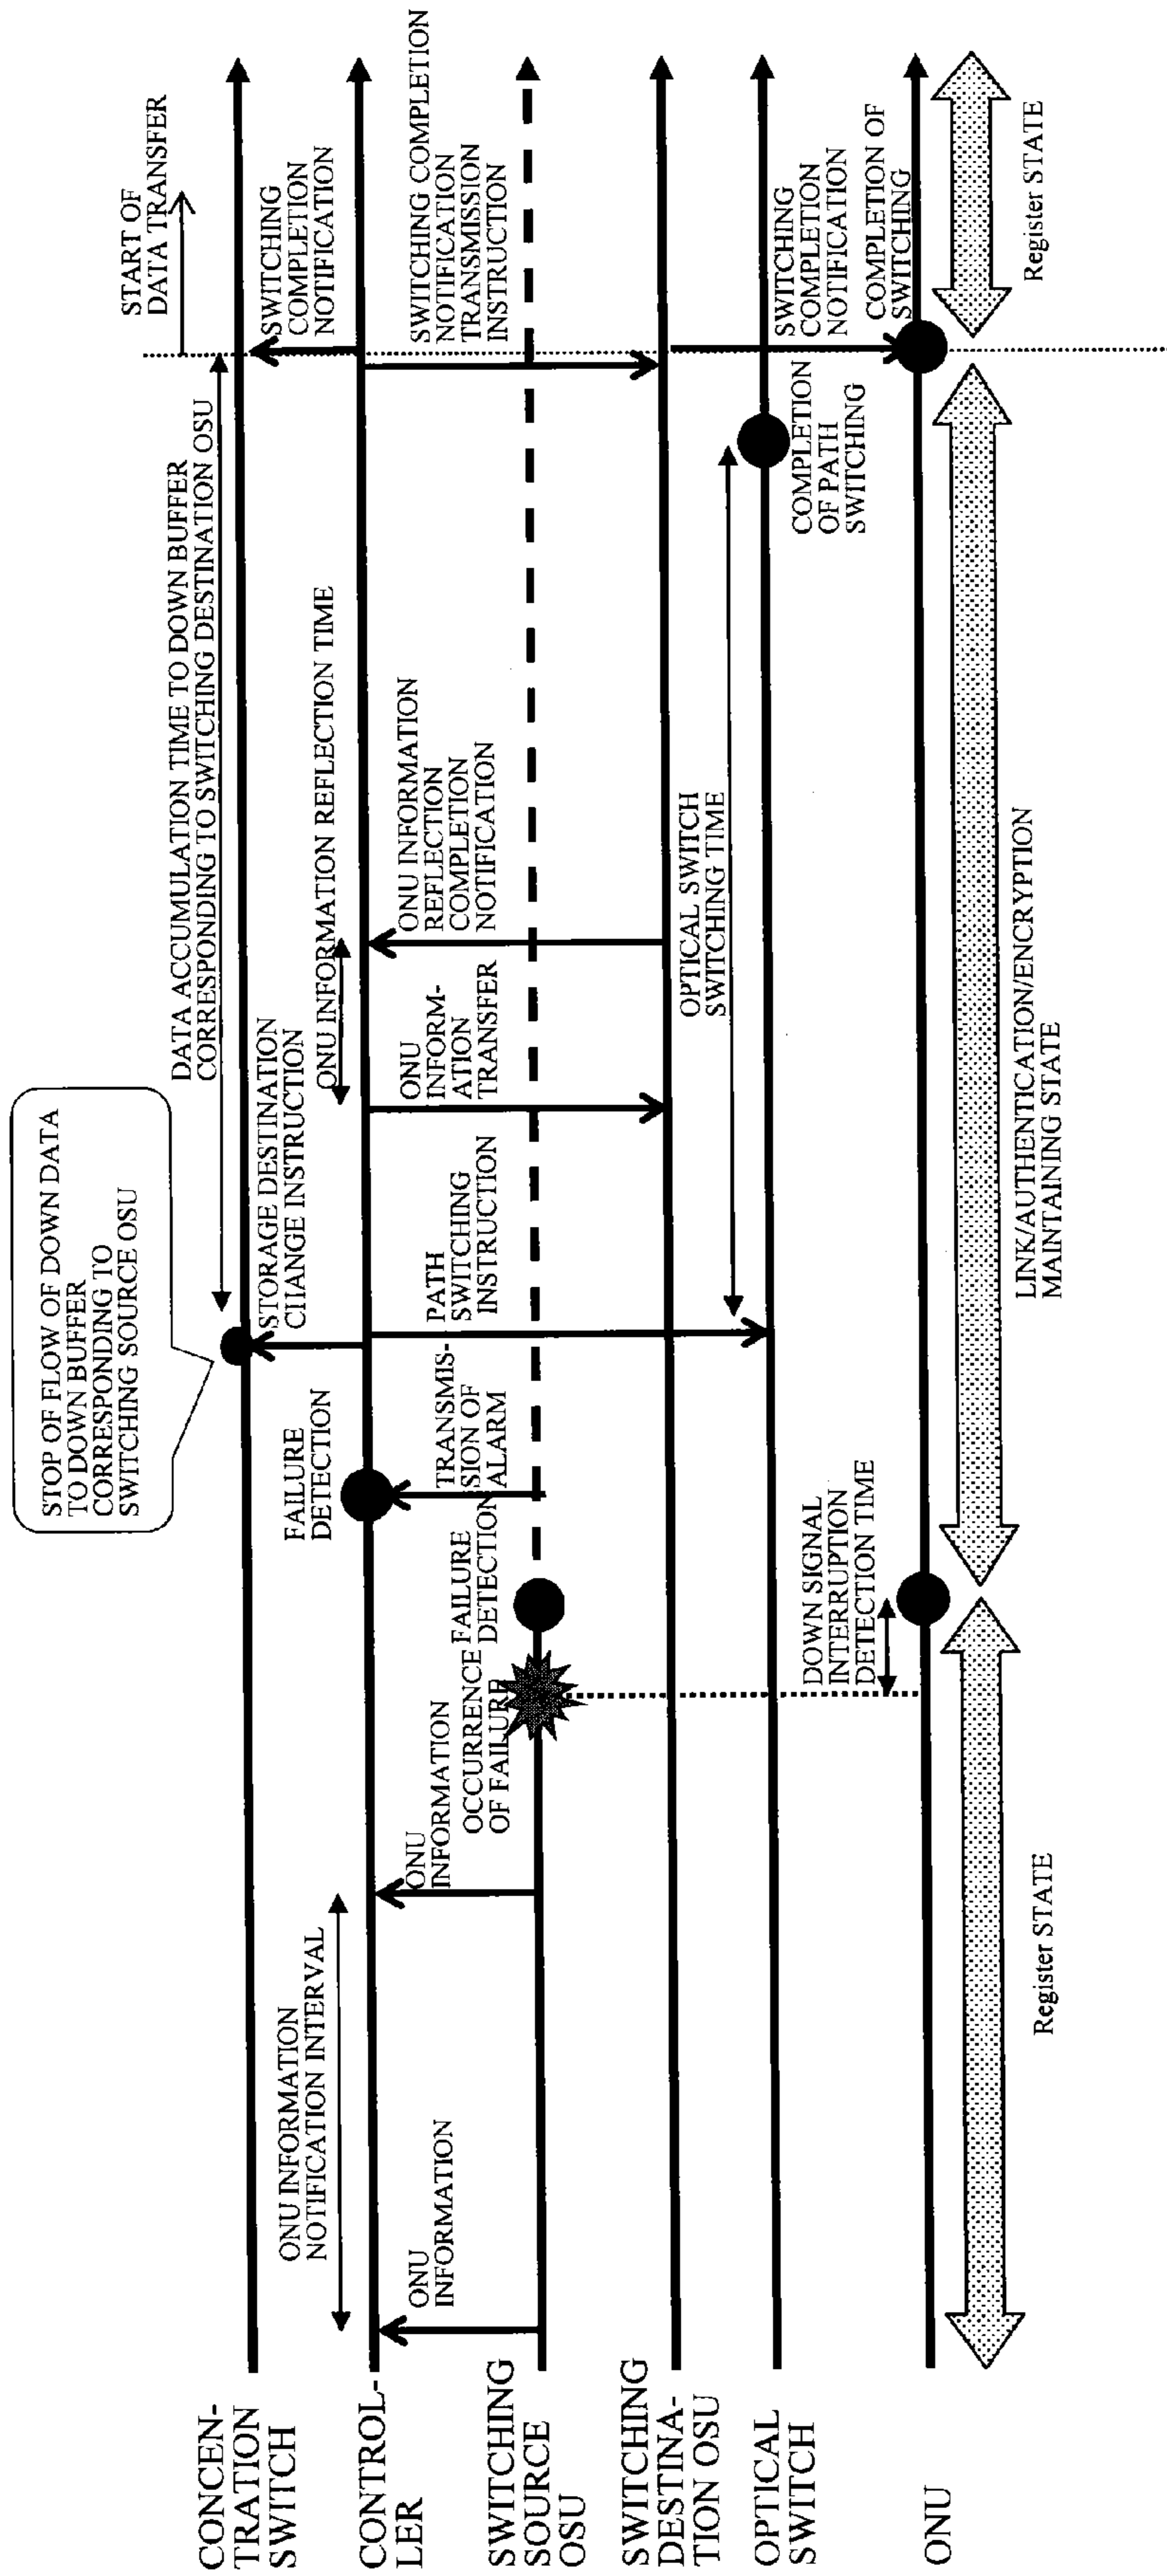 STOP OF FLOW OF DOWN DATA
TO DOWN BUFFER
CORRESPONDING TO
SWITCHING SOURCE OSU
START OF
DATA TRANSFER
DATA ACCUMULATION TIME TO DOWN BUFFER
CORRESPONDING TO SWITCHING DESTINATION OSU
CONCEN-
TRATION
SWITCH
STORAGE DESTINATION
CHANGE INSTRUCTION
SWITCHING
COMPLETION
NOTIFICATION
ONU INFORMATION
NOTIFICATION INTERVAL
FAILURE
DETECTION
ONU INFORMATION REFLECTION TIME
CONTROL-
LER
ONU
INFORMATION
ONU
INFORMATION
TRANSMIS-
SION OF
ALARM
PATH
SWITCHING
INSTRUCTION
ONU
INFORM-
ATION
TRANSFER
ONU INFORMATION
REFLECTION
COMPLETION
NOTIFICATION
SWITCHING COMPLETION
NOTIFICATION
TRANSMISSION
INSTRUCTION
OCCURRENCE
OF FAILURE
FAILURE
DETECTION
SWITCHING
SOURCE
OSU
SWITCHING
DESTINA-
TION OSU
OPTICAL SWITCH
SWITCHING TIME
OPTICAL
SWITCH
COMPLETION
OF PATH
SWITCHING
SWITCHING
COMPLETION
NOTIFICATION
DOWN SIGNAL
INTERRUPTION
DETECTION TIME
COMPLETION OF
SWITCHING
ONU
Register STATE
LINK/AUTHENTICATION/ENCRYPTION
MAINTAINING STATE
Register STATE